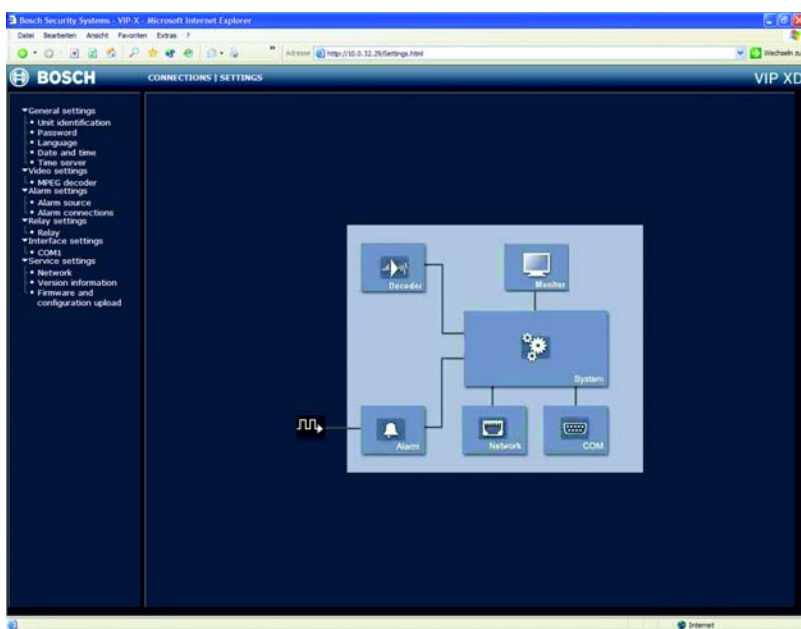 Bosch Security Systems - VIP-X - Microsoft Internet Explorer
Datei Bearbeiten Ansicht Favoriten Extras ?
Adresse http://10.0.32.29/Settings.html Wechseln zu
BOSCH CONNECTIONS | SETTINGS VIP XD
General settings
Unit identification
Password
Language
Date and time
Time server
Video settings
MPEG decoder
Alarm settings
Alarm source
Alarm connections
Relay settings
Relay
Interface settings
COM1
Service settings
Network
Version information
Firmware and
configuration upload
Decoder
Monitor
System
Alarm
Network
COM
Internet